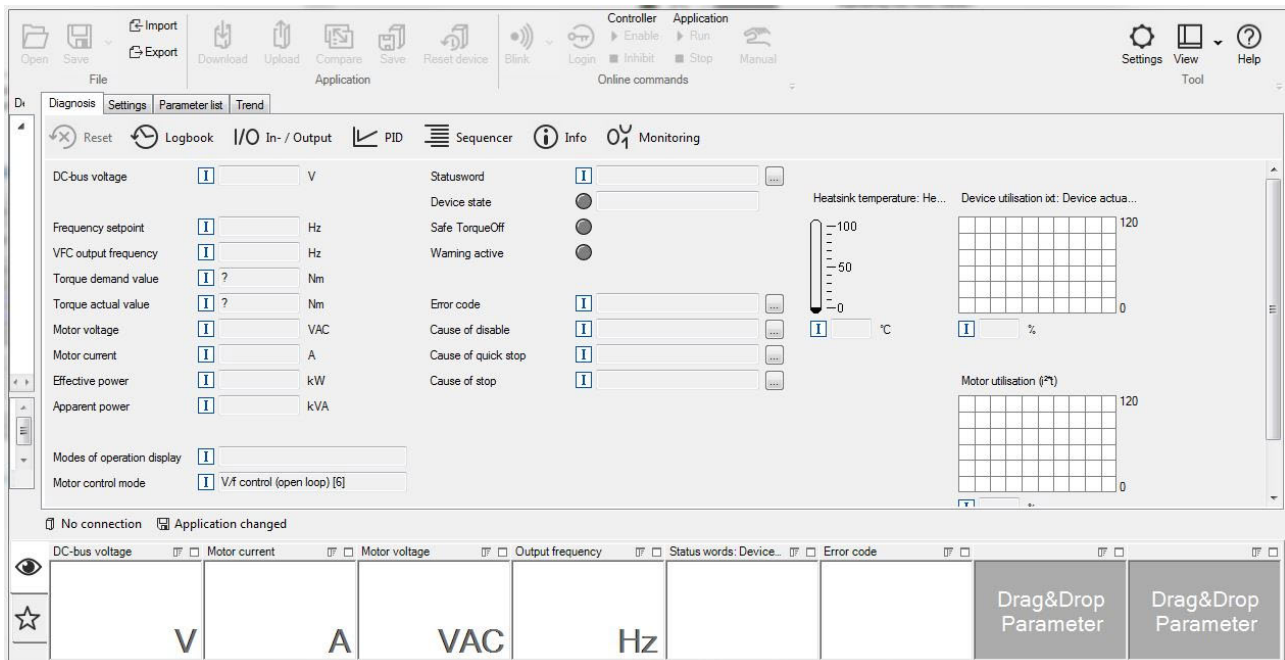 Open
Save
Import
Export
File
Download
Upload
Compare
Save
Reset device
Application
Blink
Login
Controller
Enable
Inhibit
Application
Run
Stop
Manual
Online commands
Settings
View
Help
Tool
Diagnosis Settings Parameter list Trend
Reset Logbook I/O In- / Output PID Sequencer Info Monitoring
DC-bus voltage I V
Frequency setpoint I Hz
VFC output frequency I Hz
Torque demand value I ? Nm
Torque actual value I ? Nm
Motor voltage I VAC
Motor current I A
Effective power I kW
Apparent power I kVA
Modes of operation display I
Motor control mode I V/f control (open loop) [6]
Statusword I ...
Device state
Safe TorqueOff
Warning active
Error code I ...
Cause of disable I ...
Cause of quick stop I ...
Cause of stop I ...
Heatsink temperature: He...
100
50
0
I °C
Device utilisation ixt: Device actua...
120
0
I %
Motor utilisation (i²*t)
120
0
No connection Application changed
DC-bus voltage
V
Motor current
A
Motor voltage
VAC
Output frequency
Hz
Status words: Device...
Error code
Drag&Drop
Parameter
Drag&Drop
Parameter